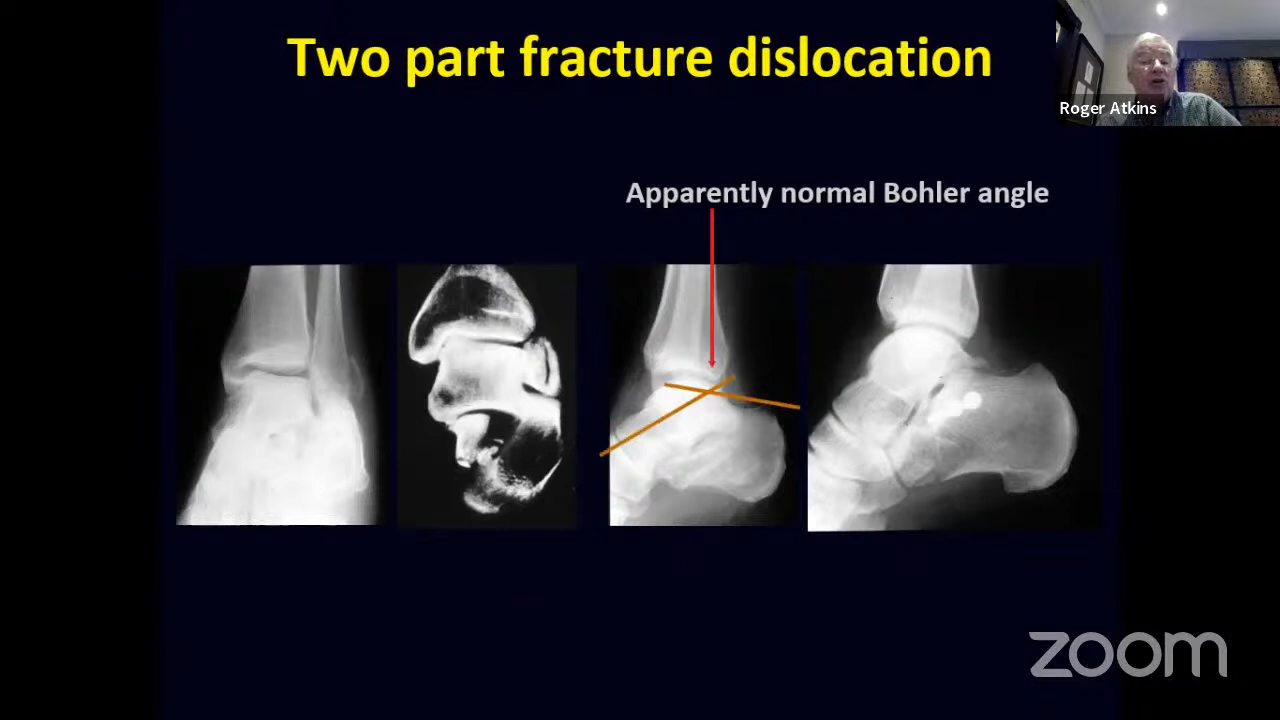 Two part fracture dislocation
Roger Atkins
Apparently normal Bohler angle
zoom